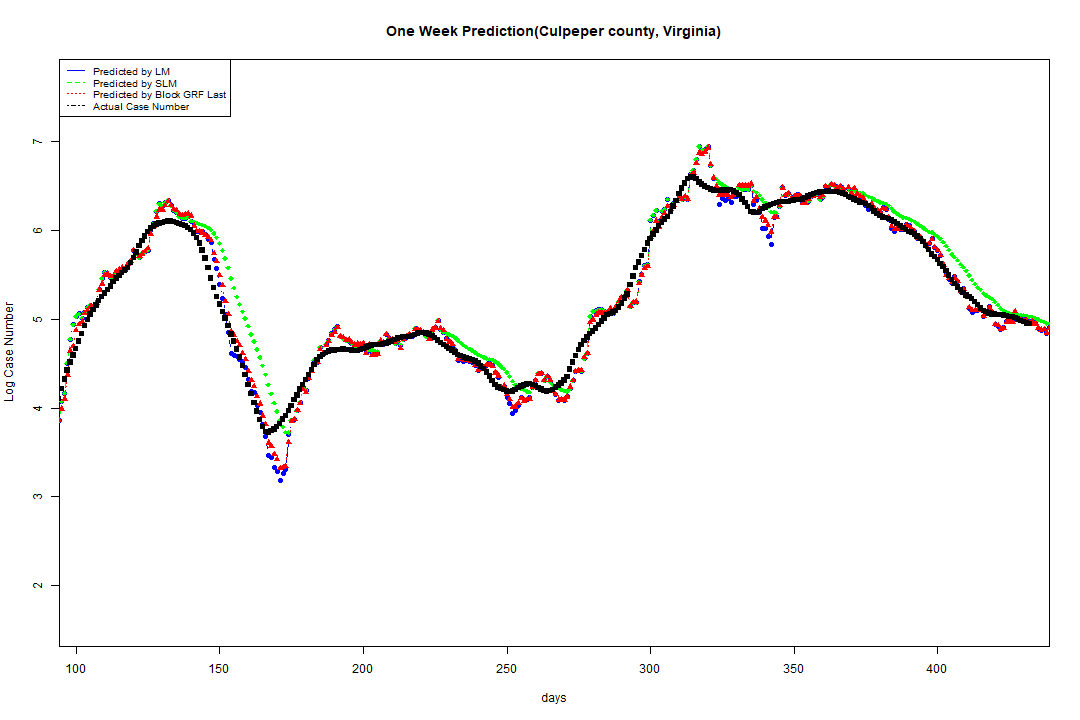 One Week Prediction(Culpeper county, Virginia)
Predicted by LM
Predicted by SLM
Predicted by Block GRF Last
Actual Case Number
Log Case Number
7
6
5
4
3
2
100 150 200 250 300 350 400
days